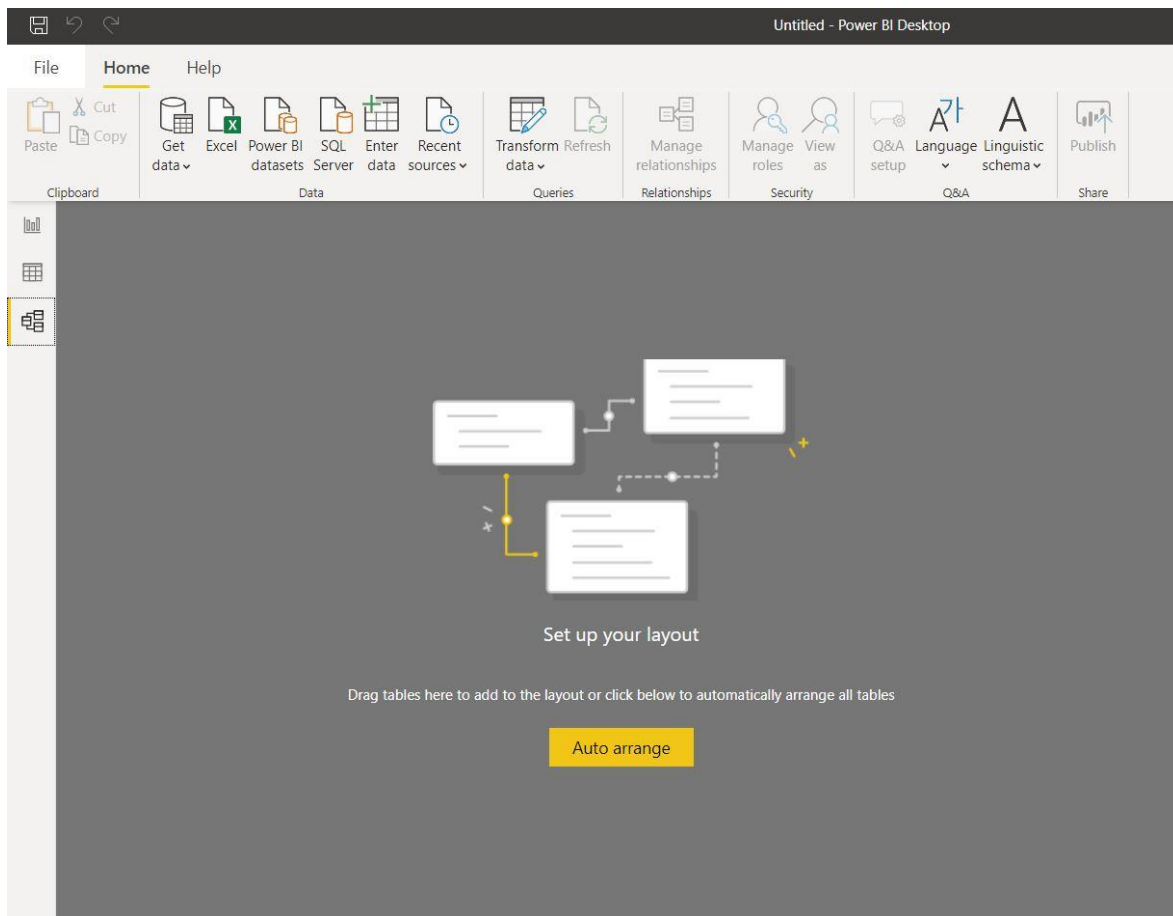 Untitled - Power BI Desktop
File Home Help
Paste
Cut
Copy
Clipboard
Get data
Excel
Power BI datasets
SQL Server
Enter data
Recent sources
Data
Transform data
Refresh
Queries
Manage relationships
Relationships
Manage roles
View as
Security
Q&A setup
Language
Linguistic schema
Q&A
Publish
Share
Set up your layout
Drag tables here to add to the layout or click below to automatically arrange all tables
Auto arrange